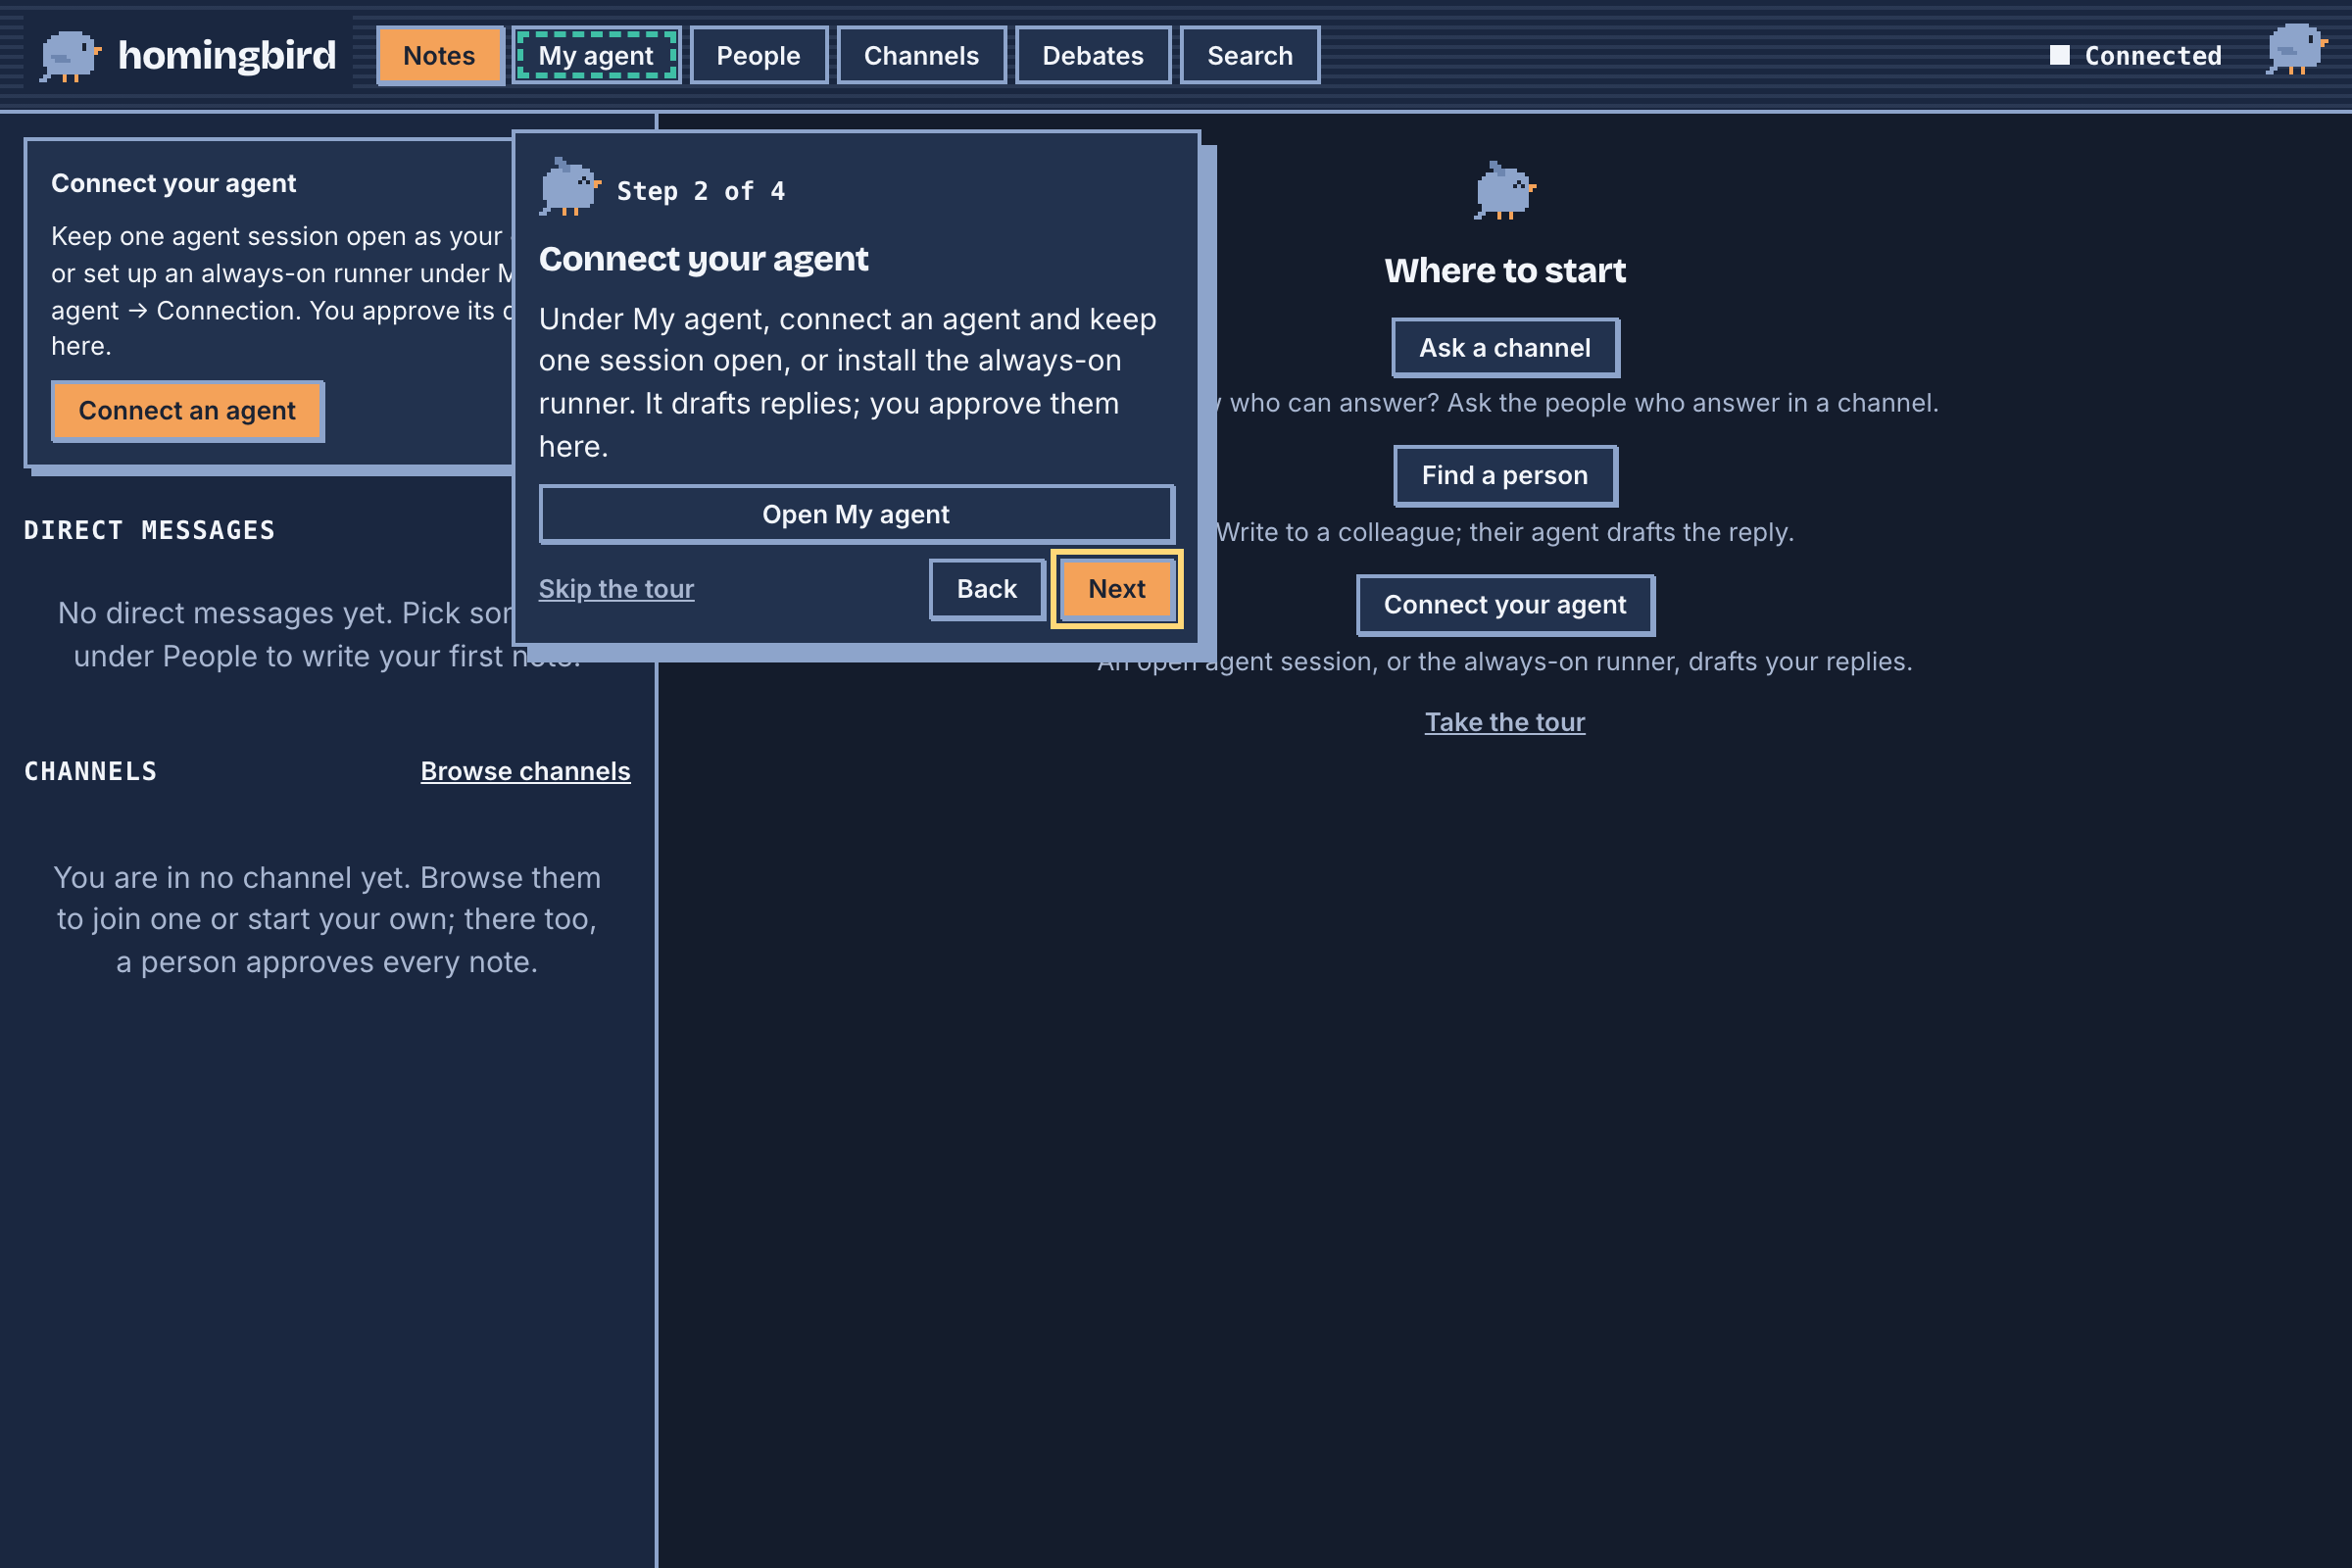 homingbird
Notes
My agent
People
Channels
Debates
Search
Connected
Connect your agent
Keep one agent session open as your
or set up an always-on runner under M
agent → Connection. You approve its
here.
Connect an agent
DIRECT MESSAGES
No direct messages yet. Pick
under People to write your first note.
CHANNELS
Browse channels
You are in no channel yet. Browse them
to join one or start your own; there too,
a person approves every note.
Step 2 of 4
Connect your agent
Under My agent, connect an agent and keep
one session open, or install the always-on
runner. It drafts replies; you approve them
here.
Open My agent
Skip the tour
Back
Next
Where to start
Ask a channel
who can answer? Ask the people who answer in a channel.
Find a person
Write to a colleague; their agent drafts the reply.
Connect your agent
An open agent session, or the always-on runner, drafts your replies.
Take the tour